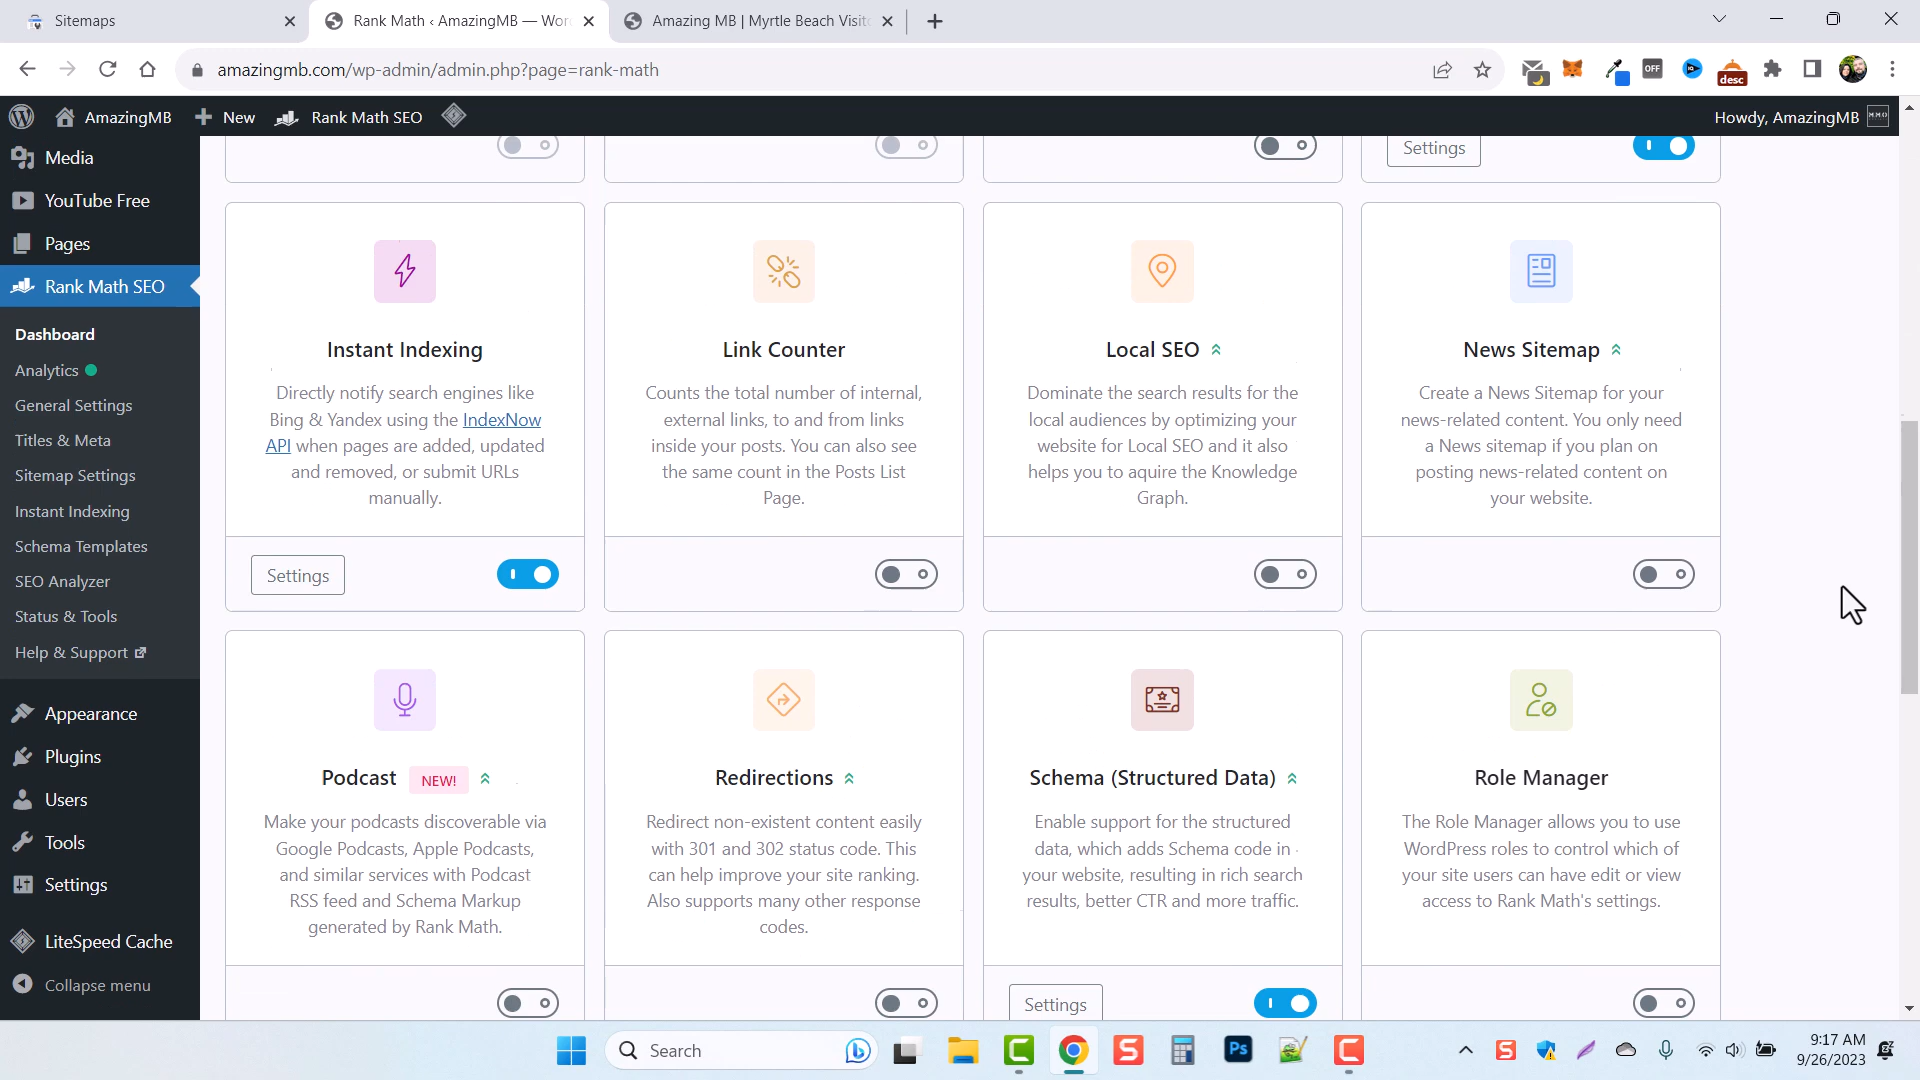 Sitemaps
Rank Math ‹ AmazingMB — Wor
Amazing MB | Myrtle Beach Visit
amazingmb.com/wp-admin/admin.php?page=rank-math
OFF
desc
AmazingMB
New
Rank Math SEO
Howdy, AmazingMB
Media
YouTube Free
Pages
Rank Math SEO
Dashboard
Analytics
General Settings
Titles & Meta
Sitemap Settings
Instant Indexing
Schema Templates
SEO Analyzer
Status & Tools
Help & Support
Appearance
Plugins
Users
Tools
Settings
LiteSpeed Cache
Collapse menu
Settings
Instant Indexing
Directly notify search engines like
Bing & Yandex using the IndexNow
API when pages are added, updated
and removed, or submit URLs
manually.
Settings
Link Counter
Counts the total number of internal,
external links, to and from links
inside your posts. You can also see
the same count in the Posts List
Page.
Local SEO
Dominate the search results for the
local audiences by optimizing your
website for Local SEO and it also
helps you to aquire the Knowledge
Graph.
News Sitemap
Create a News Sitemap for your
news-related content. You only need
a News sitemap if you plan on
posting news-related content on
your website.
Podcast NEW!
Make your podcasts discoverable via
Google Podcasts, Apple Podcasts,
and similar services with Podcast
RSS feed and Schema Markup
generated by Rank Math.
Redirections
Redirect non-existent content easily
with 301 and 302 status code. This
can help improve your site ranking.
Also supports many other response
codes.
Schema (Structured Data)
Enable support for the structured
data, which adds Schema code in
your website, resulting in rich search
results, better CTR and more traffic.
Settings
Role Manager
The Role Manager allows you to use
WordPress roles to control which of
your site users can have edit or view
access to Rank Math's settings.
Search
Ps
9:17 AM
9/26/2023